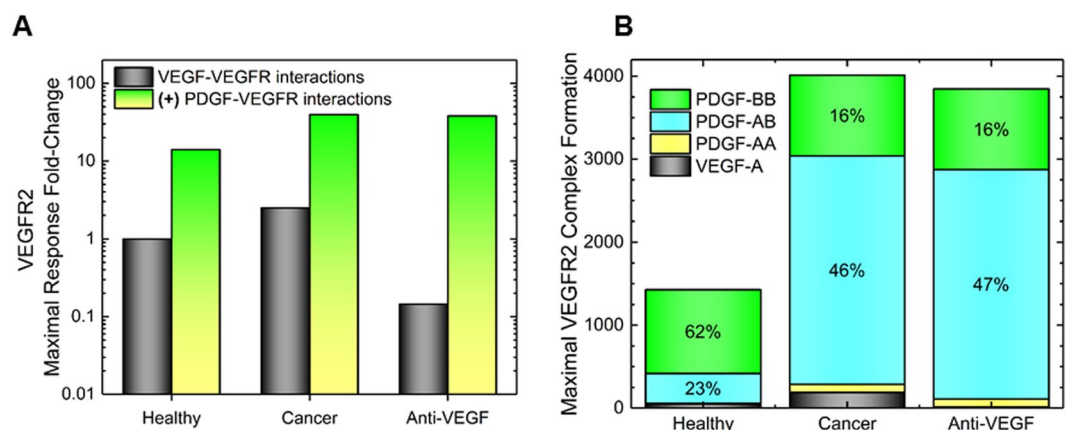 A
VEGFR2
Maximal Response Fold-Change
100
10
1
0.1
0.01
VEGF-VEGFR interactions
(+) PDGF-VEGFR interactions
Healthy
Cancer
Anti-VEGF
B
Maximal VEGFR2 Complex Formation
4000
3000
2000
1000
0
PDGF-BB
PDGF-AB
PDGF-AA
VEGF-A
62%
23%
16%
46%
16%
47%
Healthy
Cancer
Anti-VEGF